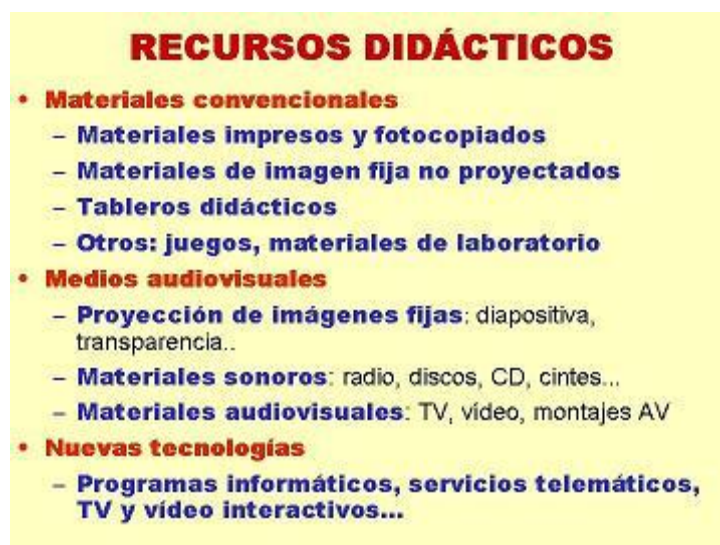 RECURSOS DIDÁCTICOS
• Materiales convencionales
– Materiales impresos y fotocopiados
– Materiales de imagen fija no proyectados
– Tableros didácticos
– Otros: juegos, materiales de laboratorio
• Medios audiovisuales
– Proyección de imágenes fijas: diapositiva,
transparencia..
– Materiales sonoros: radio, discos, CD, cintes...
– Materiales audiovisuales: TV, vídeo, montajes AV
• Nuevas tecnologías
– Programas informáticos, servicios telemáticos,
TV y vídeo interactivos...